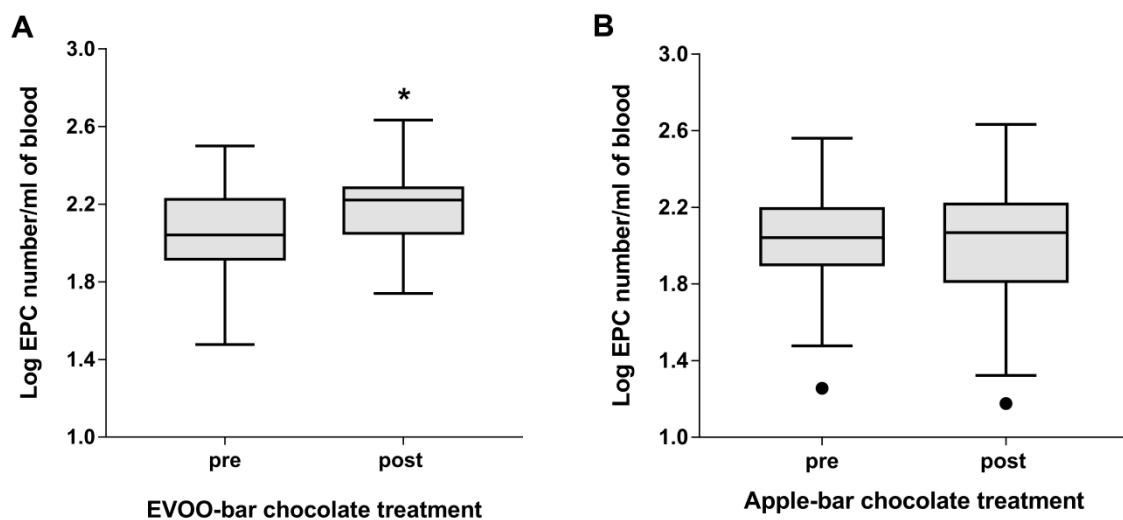 A
Log EPC number/ml of blood
3.0
2.6
2.2
1.8
1.4
1.0
*
pre
post
EVOO-bar chocolate treatment
B
Log EPC number/ml of blood
3.0
2.6
2.2
1.8
1.4
1.0
pre
post
Apple-bar chocolate treatment